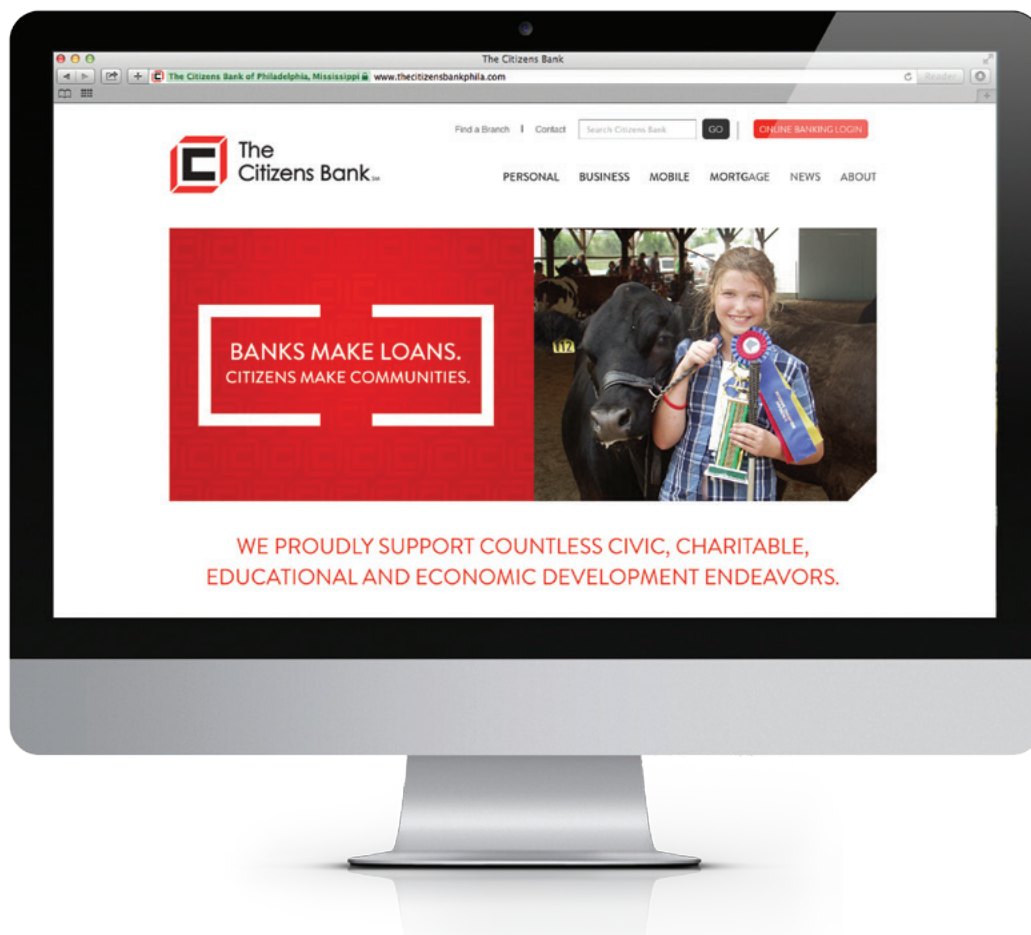 The Citizens Bank
The Citizens Bank of Philadelphia, Mississippi www.thecitizensbankphila.com Reader
Find a Branch | Contact Search Citizens Bank GO ONLINE BANKING LOGIN
The
Citizens Bank SM
PERSONAL BUSINESS MOBILE MORTGAGE NEWS ABOUT
BANKS MAKE LOANS.
CITIZENS MAKE COMMUNITIES.
112
WE PROUDLY SUPPORT COUNTLESS CIVIC, CHARITABLE,
EDUCATIONAL AND ECONOMIC DEVELOPMENT ENDEAVORS.